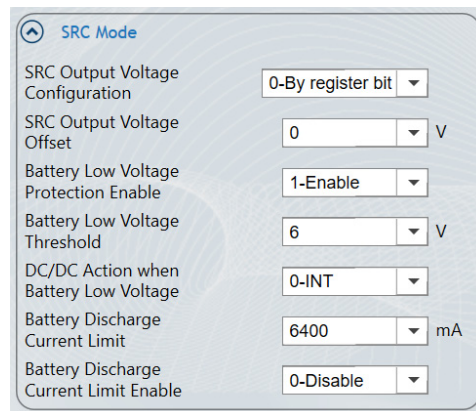 SRC Mode
SRC Output Voltage
Configuration
0-By register bit
SRC Output Voltage
Offset
0
V
Battery Low Voltage
Protection Enable
1-Enable
Battery Low Voltage
Threshold
6
V
DC/DC Action when
Battery Low Voltage
0-INT
Battery Discharge
Current Limit
6400
mA
Battery Discharge
Current Limit Enable
0-Disable